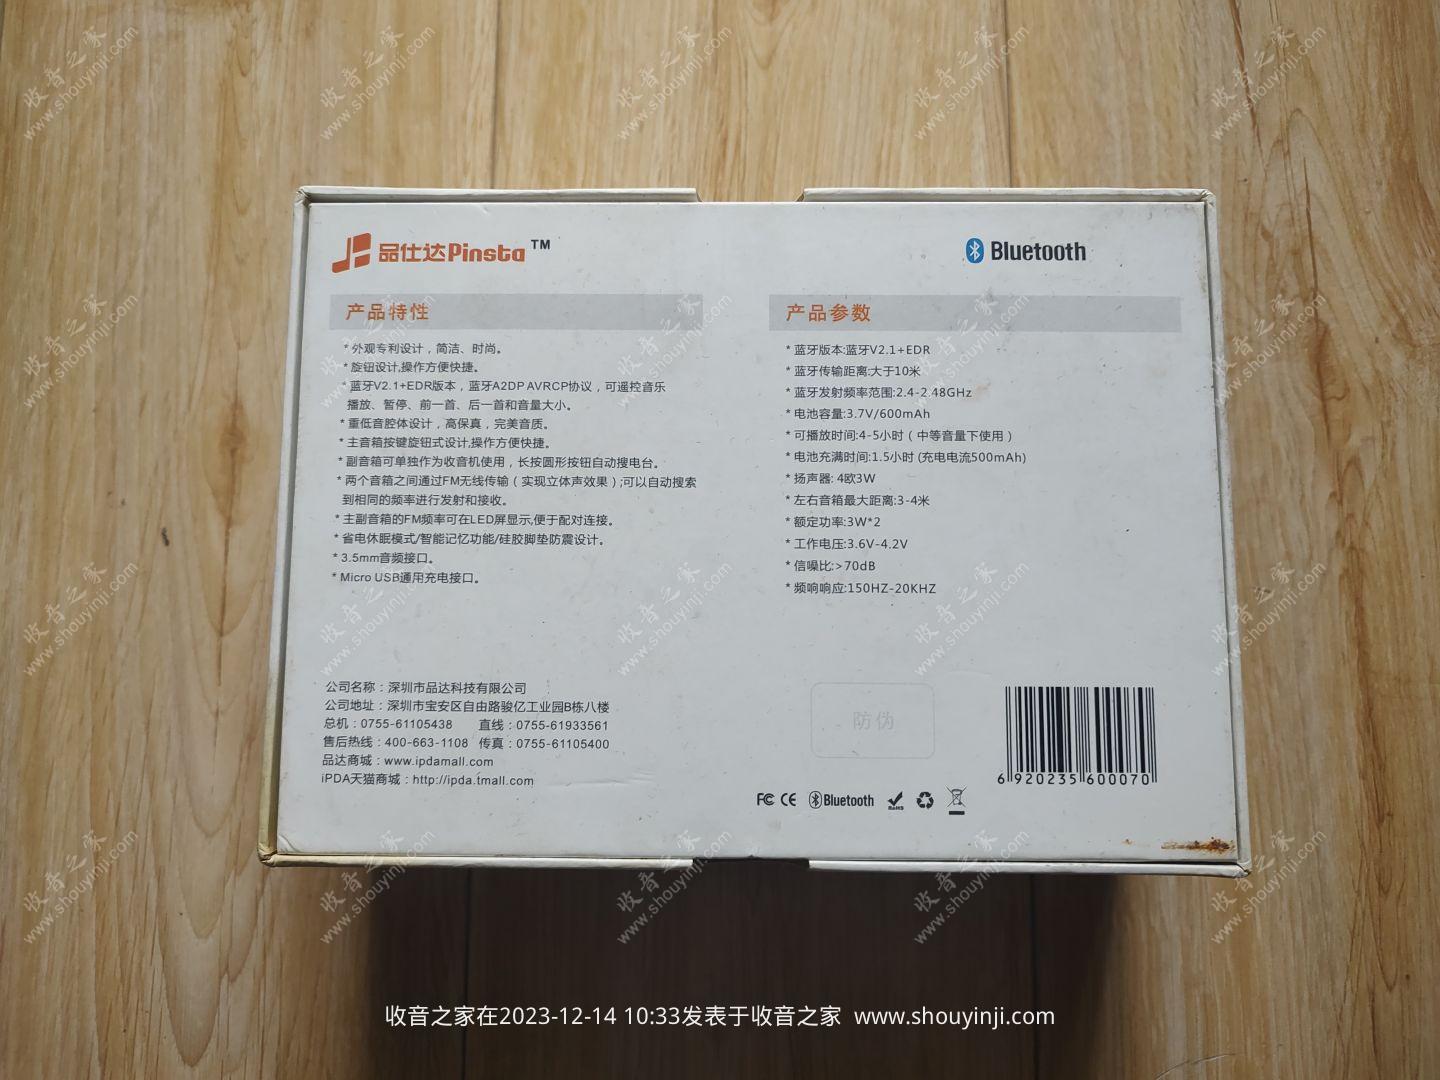 品仕达Pinsta TM
Bluetooth
产品特性
* 外观专利设计，简洁、时尚。
* 旋钮设计,操作方便快捷。
* 蓝牙V2.1+EDR版本，蓝牙A2DP AVRCP协议，可遥控音乐
播放、暂停、前一首、后一首和音量大小。
* 重低音腔体设计，高保真，完美音质。
* 主音箱按键旋钮式设计,操作方便快捷。
* 副音箱可单独作为收音机使用，长按圆形按钮自动搜电台。
* 两个音箱之间通过FM无线传输（实现立体声效果）;可以自动搜索
到相同的频率进行发射和接收。
* 主副音箱的FM频率可在LED屏显示,便于配对连接。
* 省电休眠模式/智能记忆功能/硅胶脚垫防震设计。
* 3.5mm音频接口。
* Micro USB通用充电接口。
产品参数
* 蓝牙版本:蓝牙V2.1+EDR
* 蓝牙传输距离:大于10米
* 蓝牙发射频率范围:2.4-2.48GHz
* 电池容量:3.7V/600mAh
* 可播放时间:4-5小时（中等音量下使用）
* 电池充满时间:1.5小时 (充电电流500mAh)
* 扬声器: 4欧3W
* 左右音箱最大距离:3-4米
* 额定功率:3W*2
* 工作电压:3.6V-4.2V
* 信噪比:>70dB
* 频响响应:150HZ-20KHZ
公司名称：深圳市品达科技有限公司
公司地址：深圳市宝安区自由路骏亿工业园B栋八楼
总机：0755-61105438 直线：0755-61933561
售后热线：400-663-1108 传真：0755-61105400
品达商城：www.ipdamall.com
iPDA天猫商城：http://ipda.tmall.com
防伪
FC CE Bluetooth RoHS
6 920235 600070
收音之家在2023-12-14 10:33发表于收音之家 www.shouyinji.com
收音之家
www.shouyinji.com